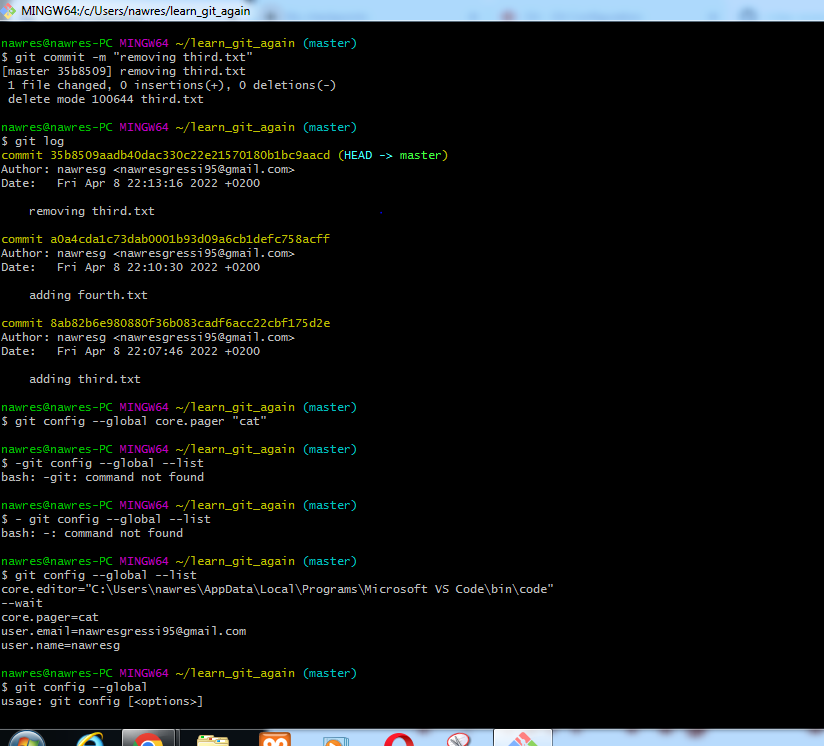 MINGW64:/c/Users/nawres/learn_git_again
nawres@nawres-PC MINGW64 ~/learn_git_again (master)
$ git commit -m "removing third.txt"
[master 35b8509] removing third.txt
 1 file changed, 0 insertions(+), 0 deletions(-)
 delete mode 100644 third.txt
nawres@nawres-PC MINGW64 ~/learn_git_again (master)
$ git log
commit 35b8509aadb40dac330c22e21570180b1bc9aacd (HEAD -> master)
Author: nawresg <nawresgressi95@gmail.com>
Date:   Fri Apr 8 22:13:16 2022 +0200
    removing third.txt
commit a0a4cda1c73dab0001b93d09a6cb1defc758acff
Author: nawresg <nawresgressi95@gmail.com>
Date:   Fri Apr 8 22:10:30 2022 +0200
    adding fourth.txt
commit 8ab82b6e980880f36b083cadf6acc22cbf175d2e
Author: nawresg <nawresgressi95@gmail.com>
Date:   Fri Apr 8 22:07:46 2022 +0200
    adding third.txt
nawres@nawres-PC MINGW64 ~/learn_git_again (master)
$ git config --global core.pager "cat"
nawres@nawres-PC MINGW64 ~/learn_git_again (master)
$ -git config --global --list
bash: -git: command not found
nawres@nawres-PC MINGW64 ~/learn_git_again (master)
$ - git config --global --list
bash: -: command not found
nawres@nawres-PC MINGW64 ~/learn_git_again (master)
$ git config --global --list
core.editor="C:\Users\nawres\AppData\Local\Programs\Microsoft VS Code\bin\code"
--wait
core.pager=cat
user.email=nawresgressi95@gmail.com
user.name=nawresg
nawres@nawres-PC MINGW64 ~/learn_git_again (master)
$ git config --global
usage: git config [<options>]